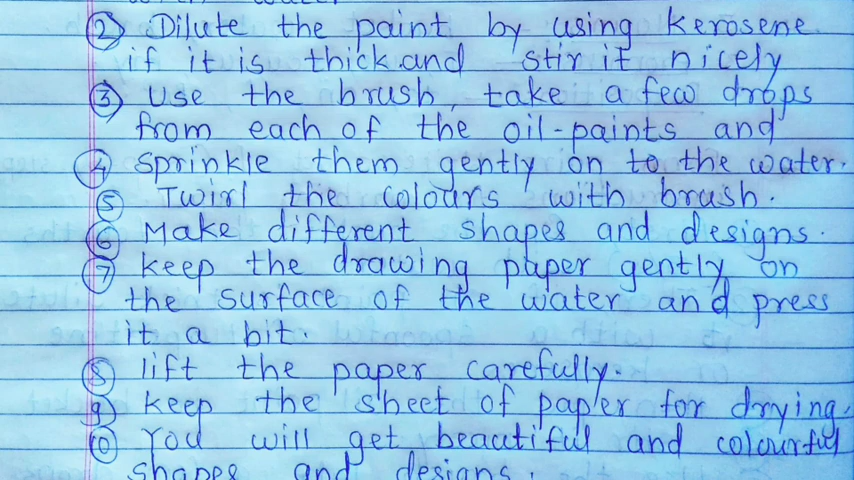 ② Dilute the paint by using kerosene
if it is thick and stir it nicely
③ Use the brush, take a few drops
from each of the oil-paints and
④ sprinkle them gently on to the water.
⑤ Twirl the colours with brush.
⑥ Make different shapes and designs.
⑦ keep the drawing paper gently on
the surface of the water and press
it a bit.
⑧ lift the paper carefully.
⑨ keep the sheet of paper for drying.
⑩ You will get beautiful and colourful
shapes and designs.